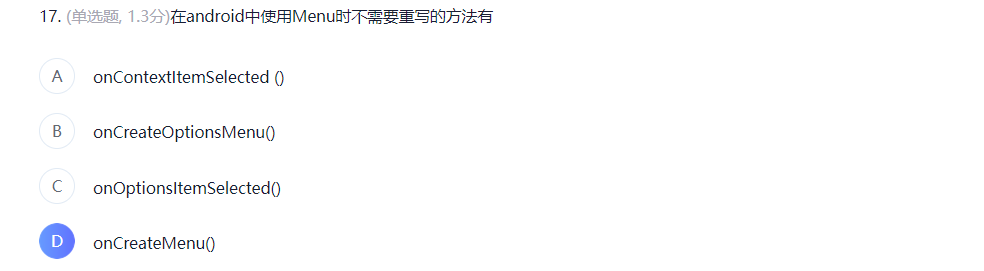 17. (单选题, 1.3分)在android中使用Menu时不需要重写的方法有
A onContextItemSelected ()
B onCreateOptionsMenu()
C onOptionsItemSelected()
D onCreateMenu()